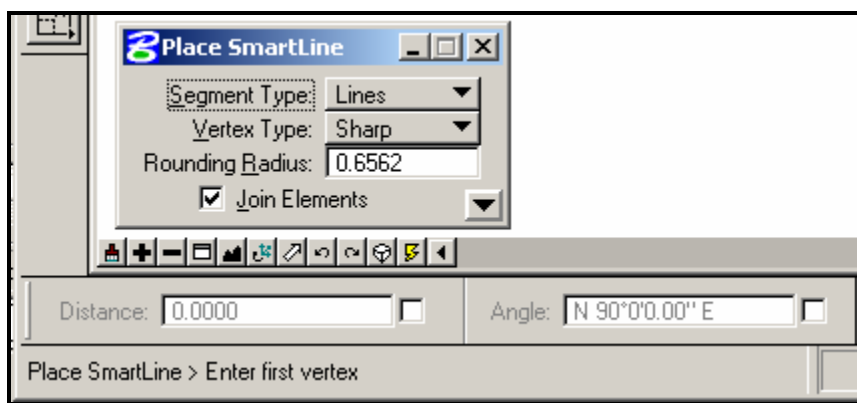 Place SmartLine
Segment Type: Lines
Vertex Type: Sharp
Rounding Radius: 0.6562
Join Elements
Distance: 0.0000 Angle: N 90°0'0.00" E
Place SmartLine > Enter first vertex